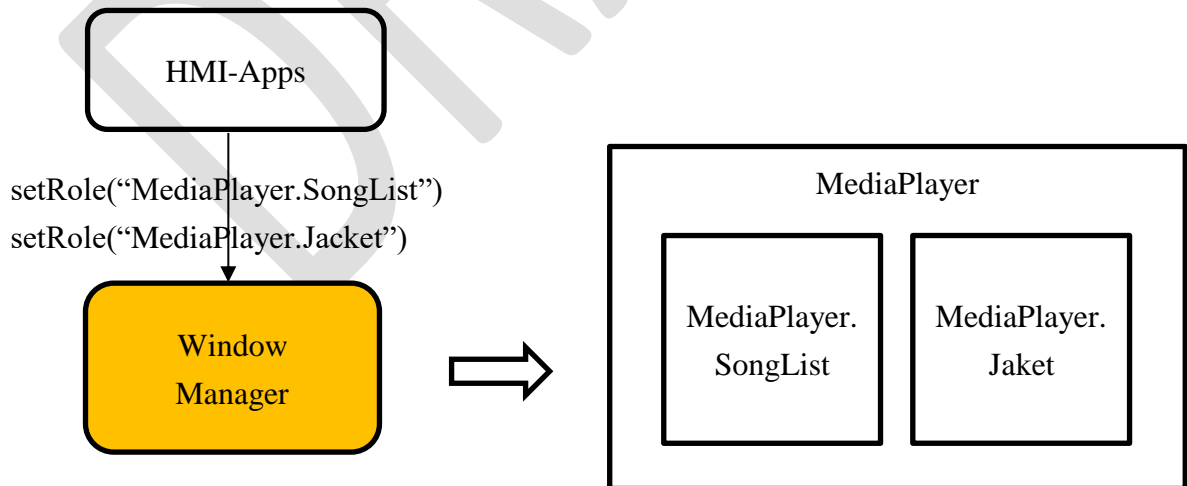 HMI-Apps
setRole(“MediaPlayer.SongList”)
setRole(“MediaPlayer.Jacket”)
Window
Manager
MediaPlayer
MediaPlayer.
SongList
MediaPlayer.
Jaket